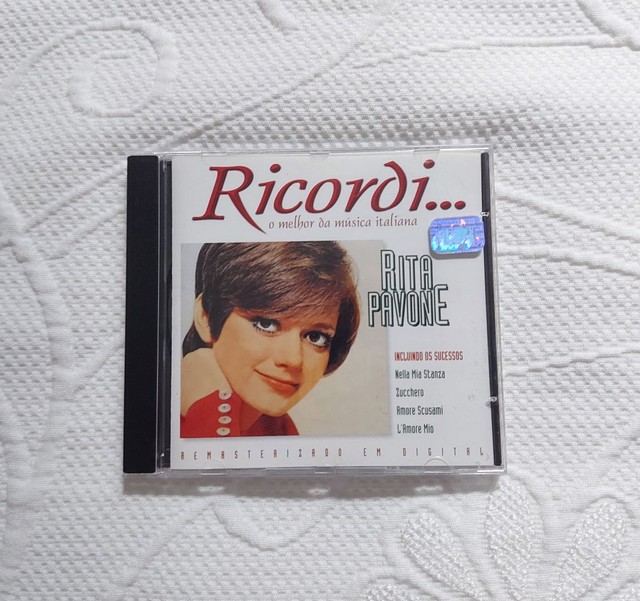 Ricordi...
o melhor da música italiana
RITA
PAVONE
INCLUINDO OS SUCESSOS
Nella Mia Stanza
Zucchero
Amore Scusami
L'Amore Mio
REMASTERIZADO EM DIGITAL